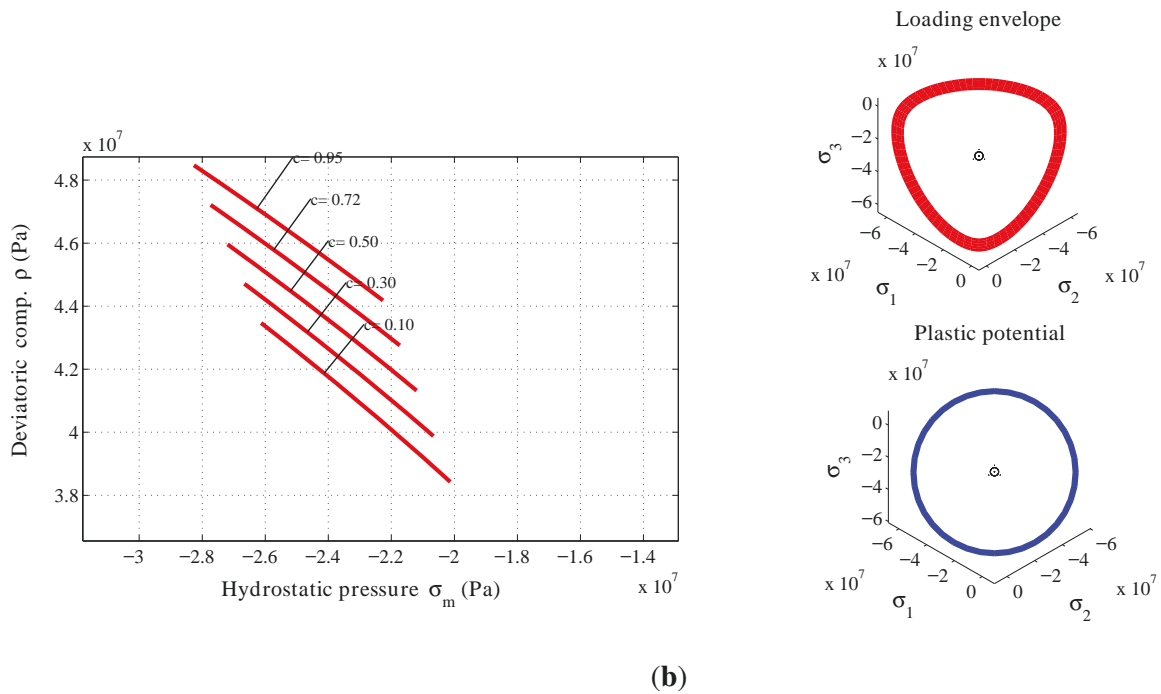 x 10^7
4.8
4.6
4.4
4.2
4
3.8
Deviatoric comp. ρ (Pa)
c= 0.95
c= 0.72
c= 0.50
c= 0.30
c= 0.10
−3 −2.8 −2.6 −2.4 −2.2 −2 −1.8 −1.6 −1.4
Hydrostatic pressure σ_m (Pa)
x 10^7
Loading envelope
x 10^7
0
−2
−4
−6
σ_3
−6 −4 −2 0
x 10^7
σ_1
0 −2 −4 −6
x 10^7
σ_2
Plastic potential
x 10^7
0
−2
−4
−6
σ_3
−6 −4 −2 0
x 10^7
σ_1
0 −2 −4 −6
x 10^7
σ_2
(b)